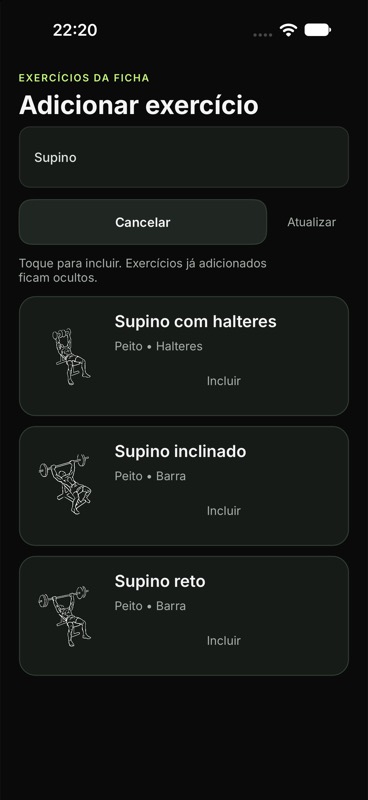 22:20
EXERCÍCIOS DA FICHA
Adicionar exercício
Supino
Cancelar
Atualizar
Toque para incluir. Exercícios já adicionados
ficam ocultos.
Supino com halteres
Peito • Halteres
Incluir
Supino inclinado
Peito • Barra
Incluir
Supino reto
Peito • Barra
Incluir